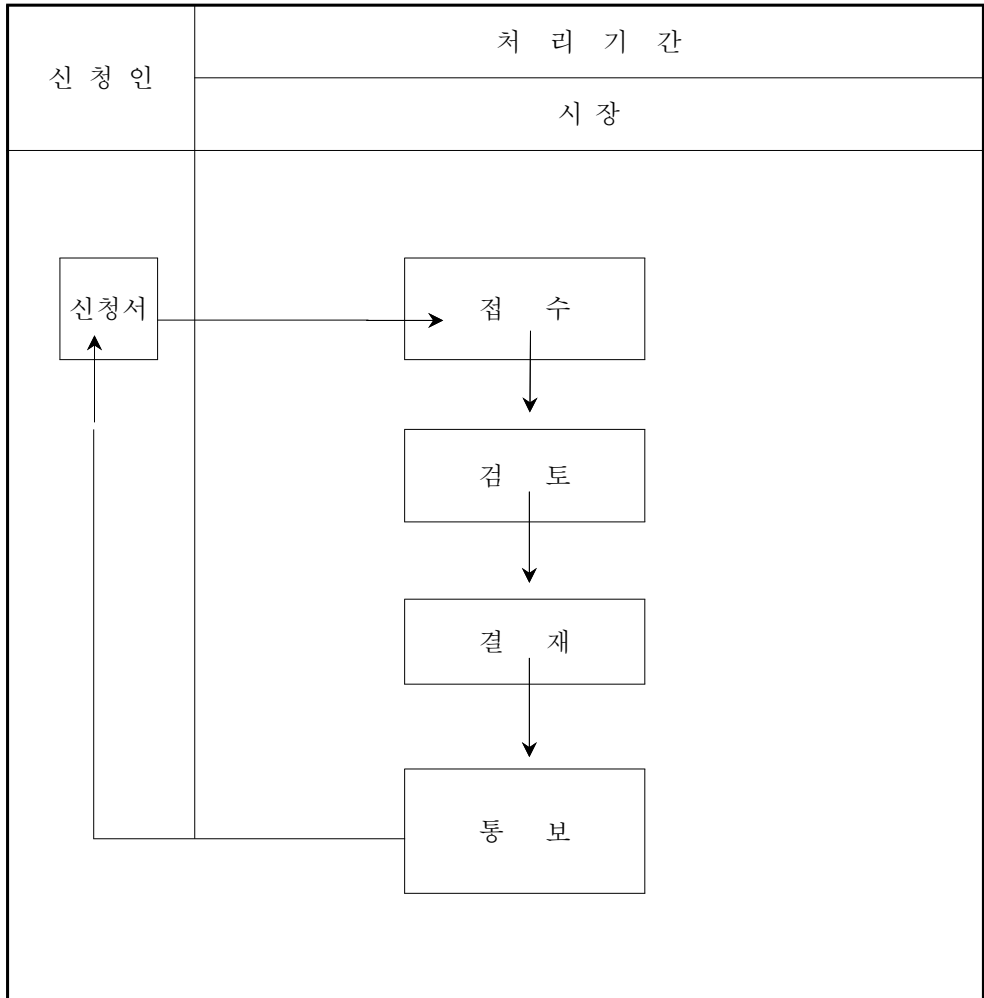 처 리 기 간
신 청 인
시 장
신청서
접 수
검 토
결 재
통 보